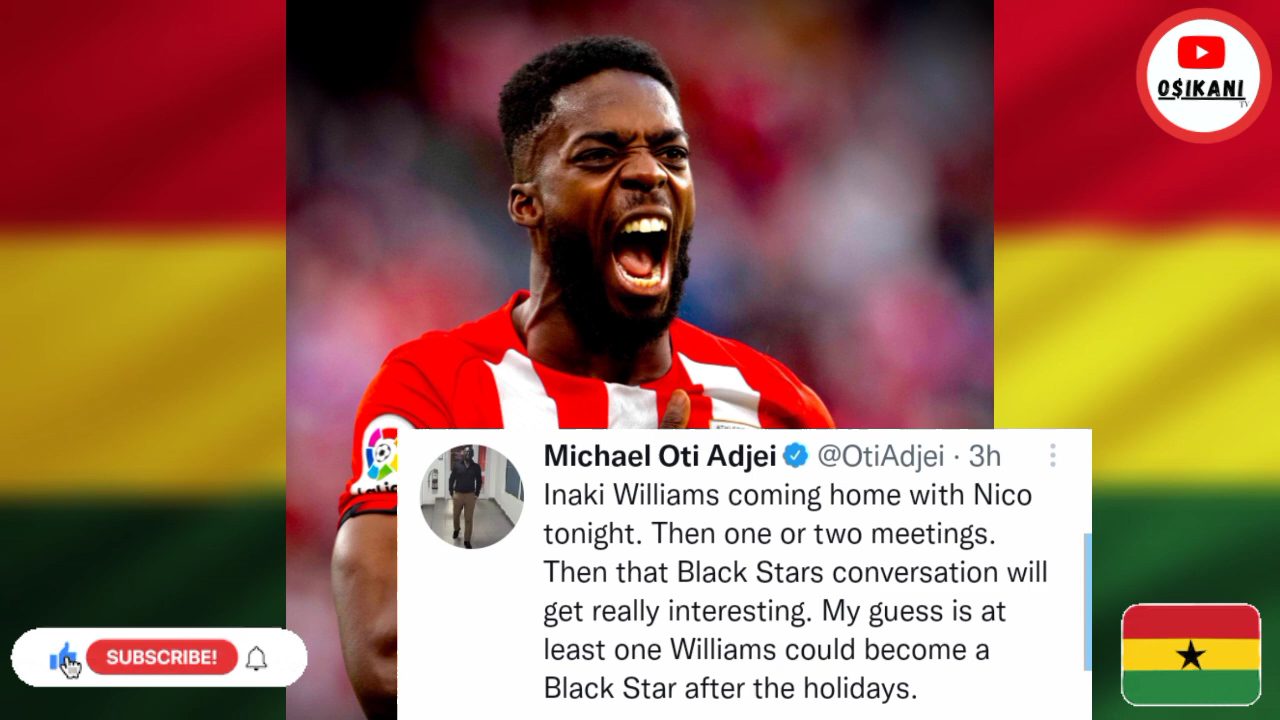 O$IKANI
TV
LaLiga
Michael Oti Adjei @OtiAdjei · 3h
Inaki Williams coming home with Nico
tonight. Then one or two meetings.
Then that Black Stars conversation will
get really interesting. My guess is at
least one Williams could become a
Black Star after the holidays.
SUBSCRIBE!